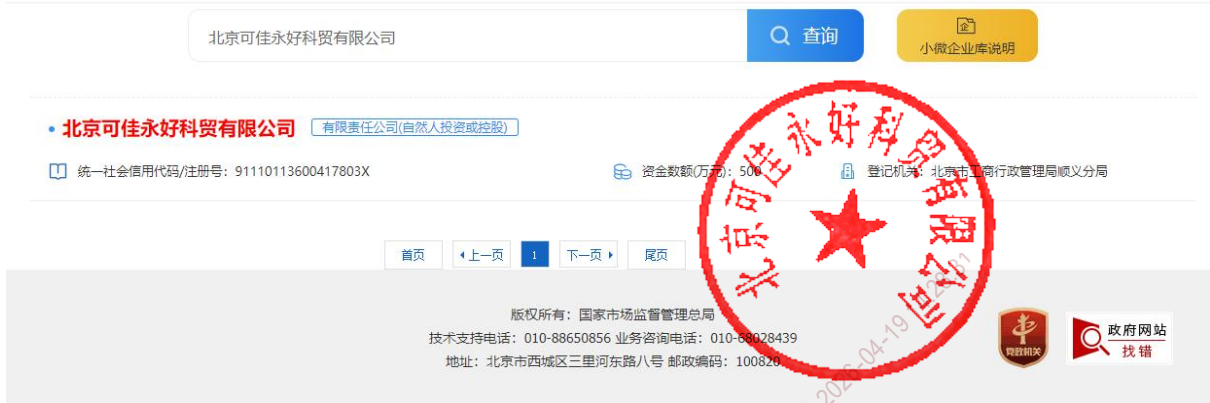 北京可佳永好科贸有限公司
查询
小微企业库说明
• 北京可佳永好科贸有限公司 有限责任公司(自然人投资或控股)
统一社会信用代码/注册号：91110113600417803X 资金数额(万元)：500 登记机关：北京市工商行政管理局顺义分局
北京可佳永好科贸有限公司
首页 上一页 1 下一页 尾页
版权所有：国家市场监督管理总局
技术支持电话：010-88650856 业务咨询电话：010-68028439
地址：北京市西城区三里河东路八号 邮政编码：100820
党政机关
政府网站
找错
2026-04-19